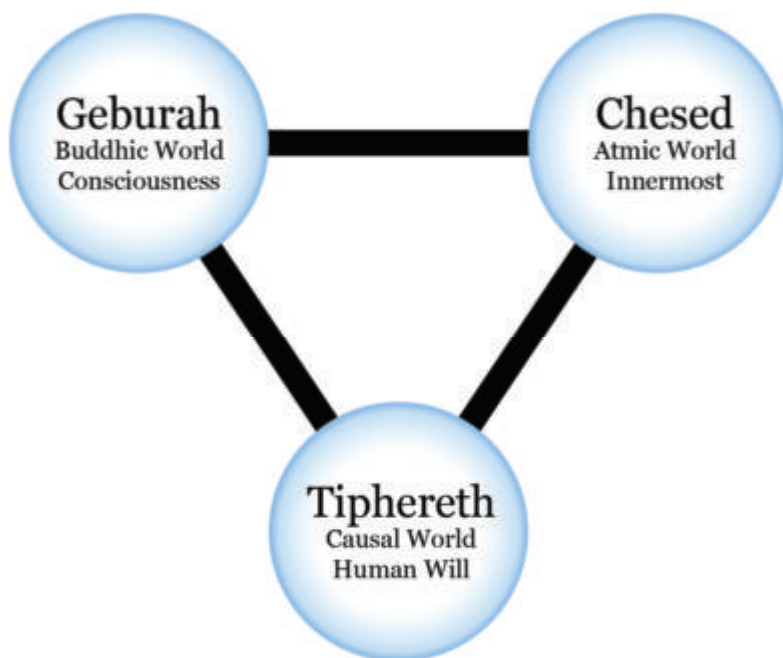 Geburah
Buddhic World
Consciousness
Chesed
Atmic World
Innermost
Tiphereth
Causal World
Human Will